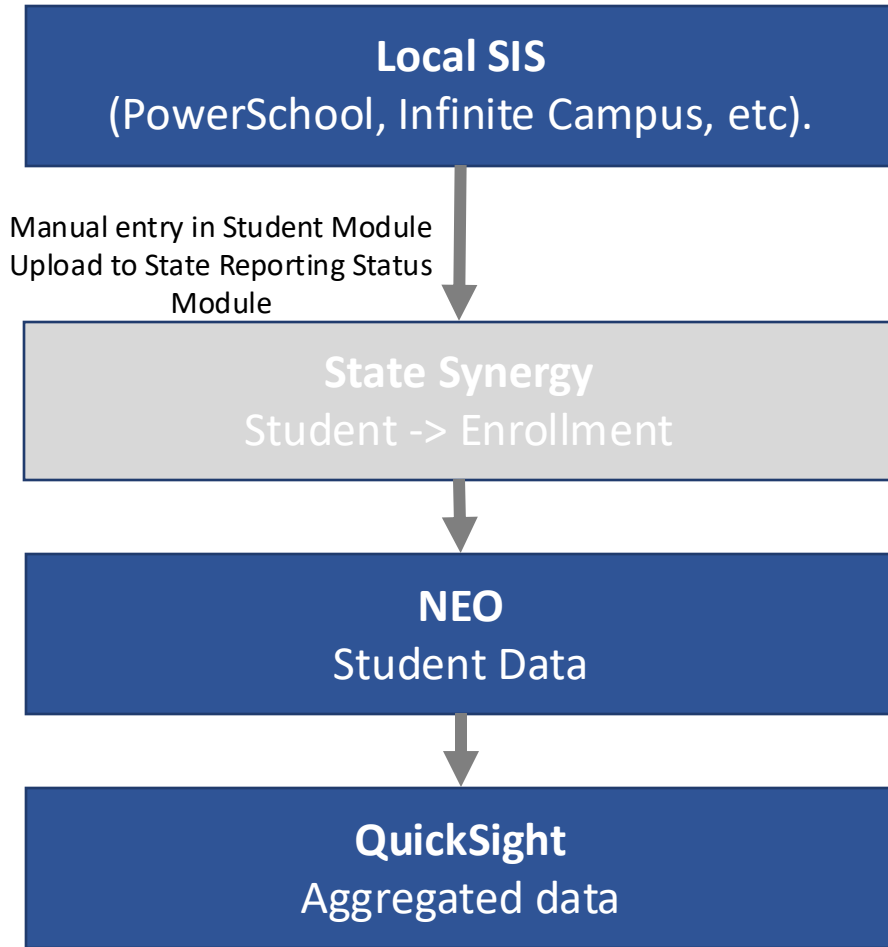 Local SIS
(PowerSchool, Infinite Campus, etc).
Manual entry in Student Module
Upload to State Reporting Status
Module
State Synergy
Student -> Enrollment
NEO
Student Data
QuickSight
Aggregated data